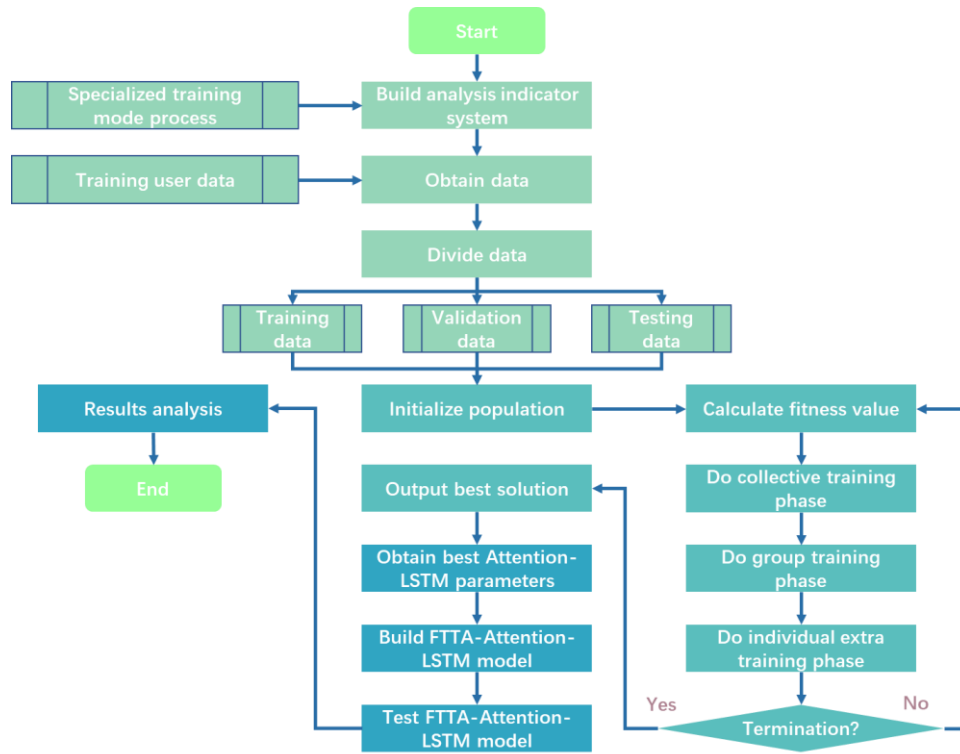 Start
Specialized training
mode process
Build analysis indicator
system
Training user data
Obtain data
Divide data
Training
data
Validation
data
Testing
data
Results analysis
Initialize population
Calculate fitness value
End
Output best solution
Do collective training
phase
Obtain best Attention-
LSTM parameters
Do group training
phase
Build FTTA-Attention-
LSTM model
Do individual extra
training phase
Yes
No
Test FTTA-Attention-
LSTM model
Termination?